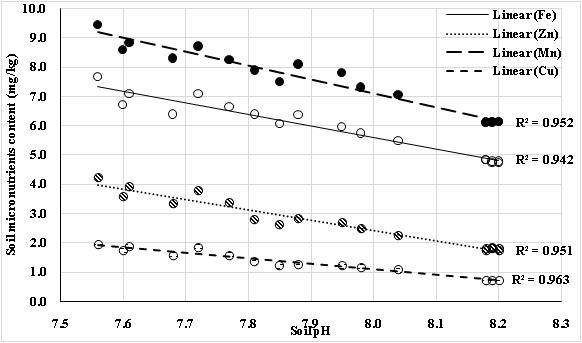 10.0
9.0
8.0
7.0
6.0
5.0
4.0
3.0
2.0
1.0
0.0
Soil micronutrients content (mg/kg)
Linear (Fe)
Linear (Zn)
Linear (Mn)
Linear (Cu)
R² = 0.952
R² = 0.942
R² = 0.951
R² = 0.963
7.5 7.6 7.7 7.8 7.9 8.0 8.1 8.2
Soil pH